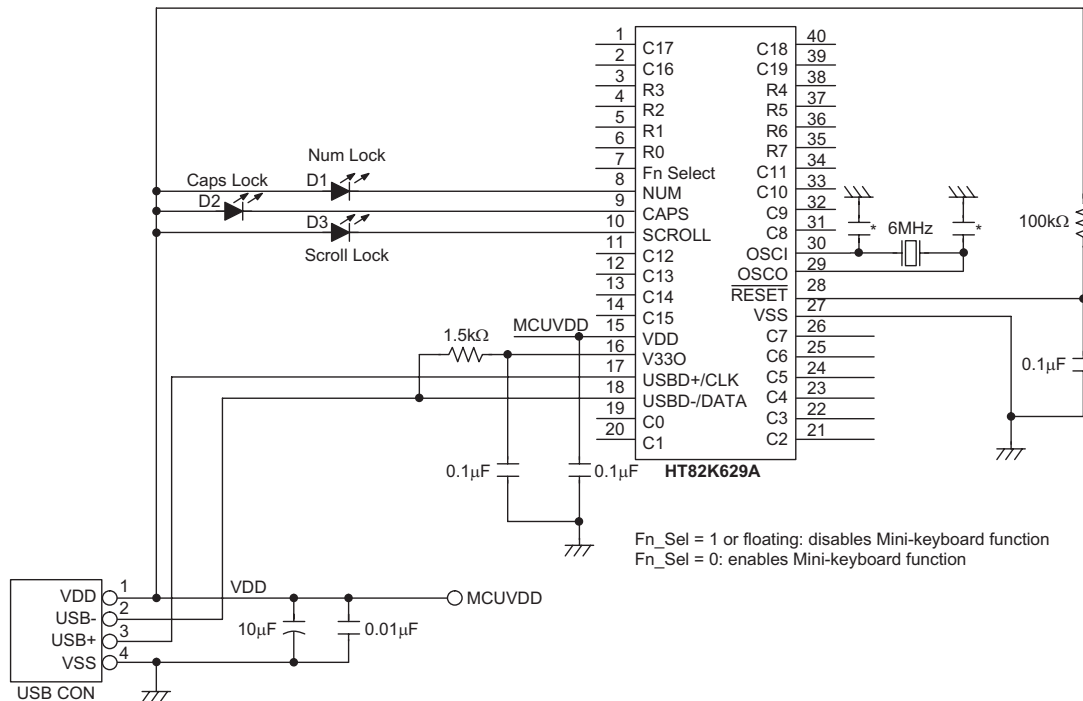 1 C17
2 C16
3 R3
4 R2
5 R1
6 R0
7 Fn Select
8 NUM
9 CAPS
10 SCROLL
11 C12
12 C13
13 C14
14 C15
15 VDD
16 V33O
17 USBD+/CLK
18 USBD-/DATA
19 C0
20 C1
C18 40
C19 39
R4 38
R5 37
R6 36
R7 35
C11 34
C10 33
C9 32
C8 31
OSCI 30
OSCO 29
RESET 28
VSS 27
C7 26
C6 25
C5 24
C4 23
C3 22
C2 21
HT82K629A
Num Lock
D1
Caps Lock
D2
D3
Scroll Lock
* 6MHz *
100kΩ
0.1μF
MCUVDD
1.5kΩ
0.1μF 0.1μF
Fn_Sel = 1 or floating: disables Mini-keyboard function
Fn_Sel = 0: enables Mini-keyboard function
VDD 1
USB- 2
USB+ 3
VSS 4
USB CON
VDD
MCUVDD
10μF 0.01μF